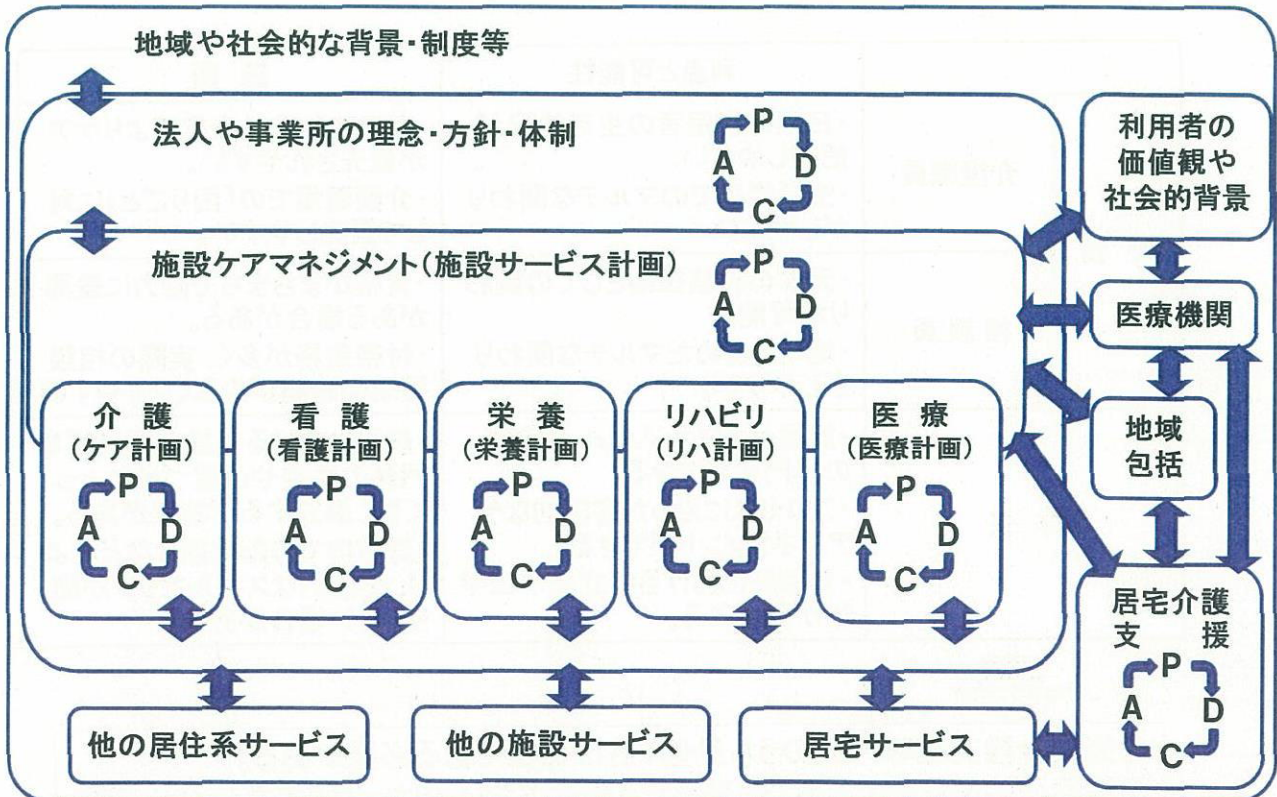 地域や社会的な背景・制度等
法人や事業所の理念・方針・体制
P
A D
C
利用者の
価値観や
社会的背景
施設ケアマネジメント(施設サービス計画)
P
A D
C
医療機関
地域
包括
介 護
(ケア計画)
P
A D
C
看 護
(看護計画)
P
A D
C
栄 養
(栄養計画)
P
A D
C
リハビリ
(リハ計画)
P
A D
C
医 療
(医療計画)
P
A D
C
居宅介護
支 援
P
A D
C
他の居住系サービス
他の施設サービス
居宅サービス